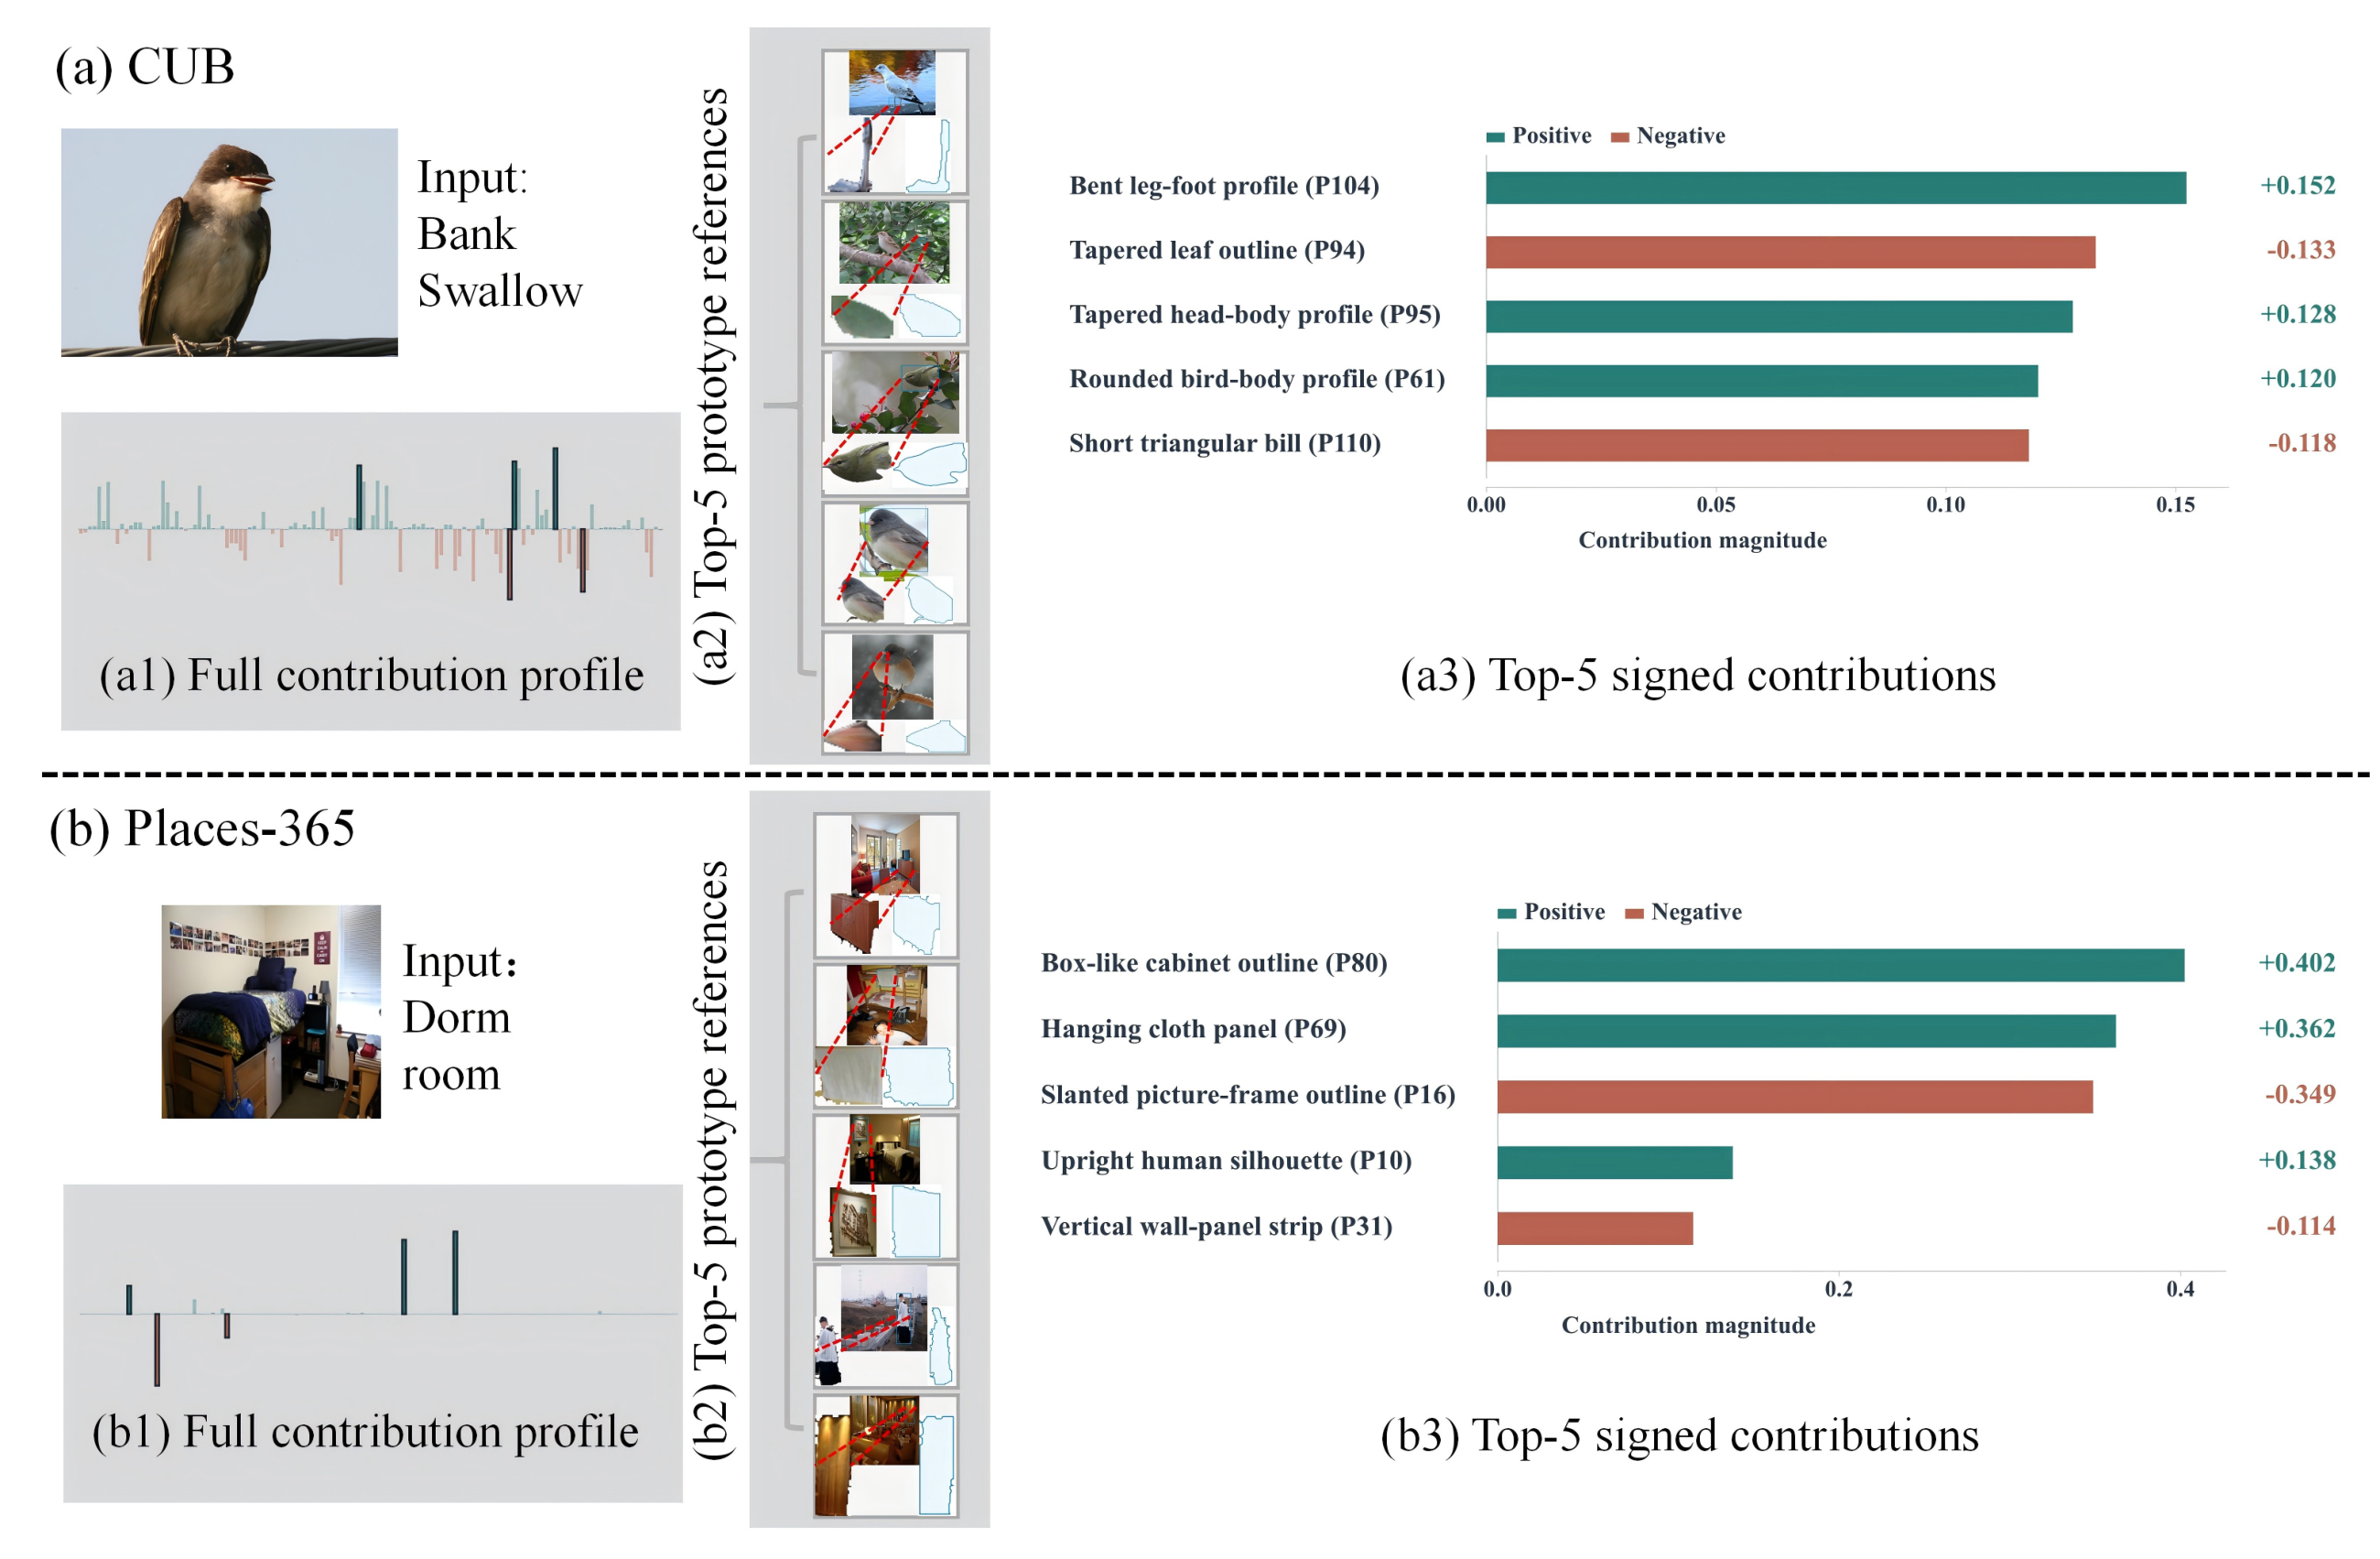 (a) CUB
Input:
Bank
Swallow
(a1) Full contribution profile
(a2) Top-5 prototype references
Positive Negative
Bent leg-foot profile (P104) +0.152
Tapered leaf outline (P94) -0.133
Tapered head-body profile (P95) +0.128
Rounded bird-body profile (P61) +0.120
Short triangular bill (P110) -0.118
0.00 0.05 0.10 0.15
Contribution magnitude
(a3) Top-5 signed contributions
(b) Places-365
Input:
Dorm
room
(b1) Full contribution profile
(b2) Top-5 prototype references
Positive Negative
Box-like cabinet outline (P80) +0.402
Hanging cloth panel (P69) +0.362
Slanted picture-frame outline (P16) -0.349
Upright human silhouette (P10) +0.138
Vertical wall-panel strip (P31) -0.114
0.0 0.2 0.4
Contribution magnitude
(b3) Top-5 signed contributions